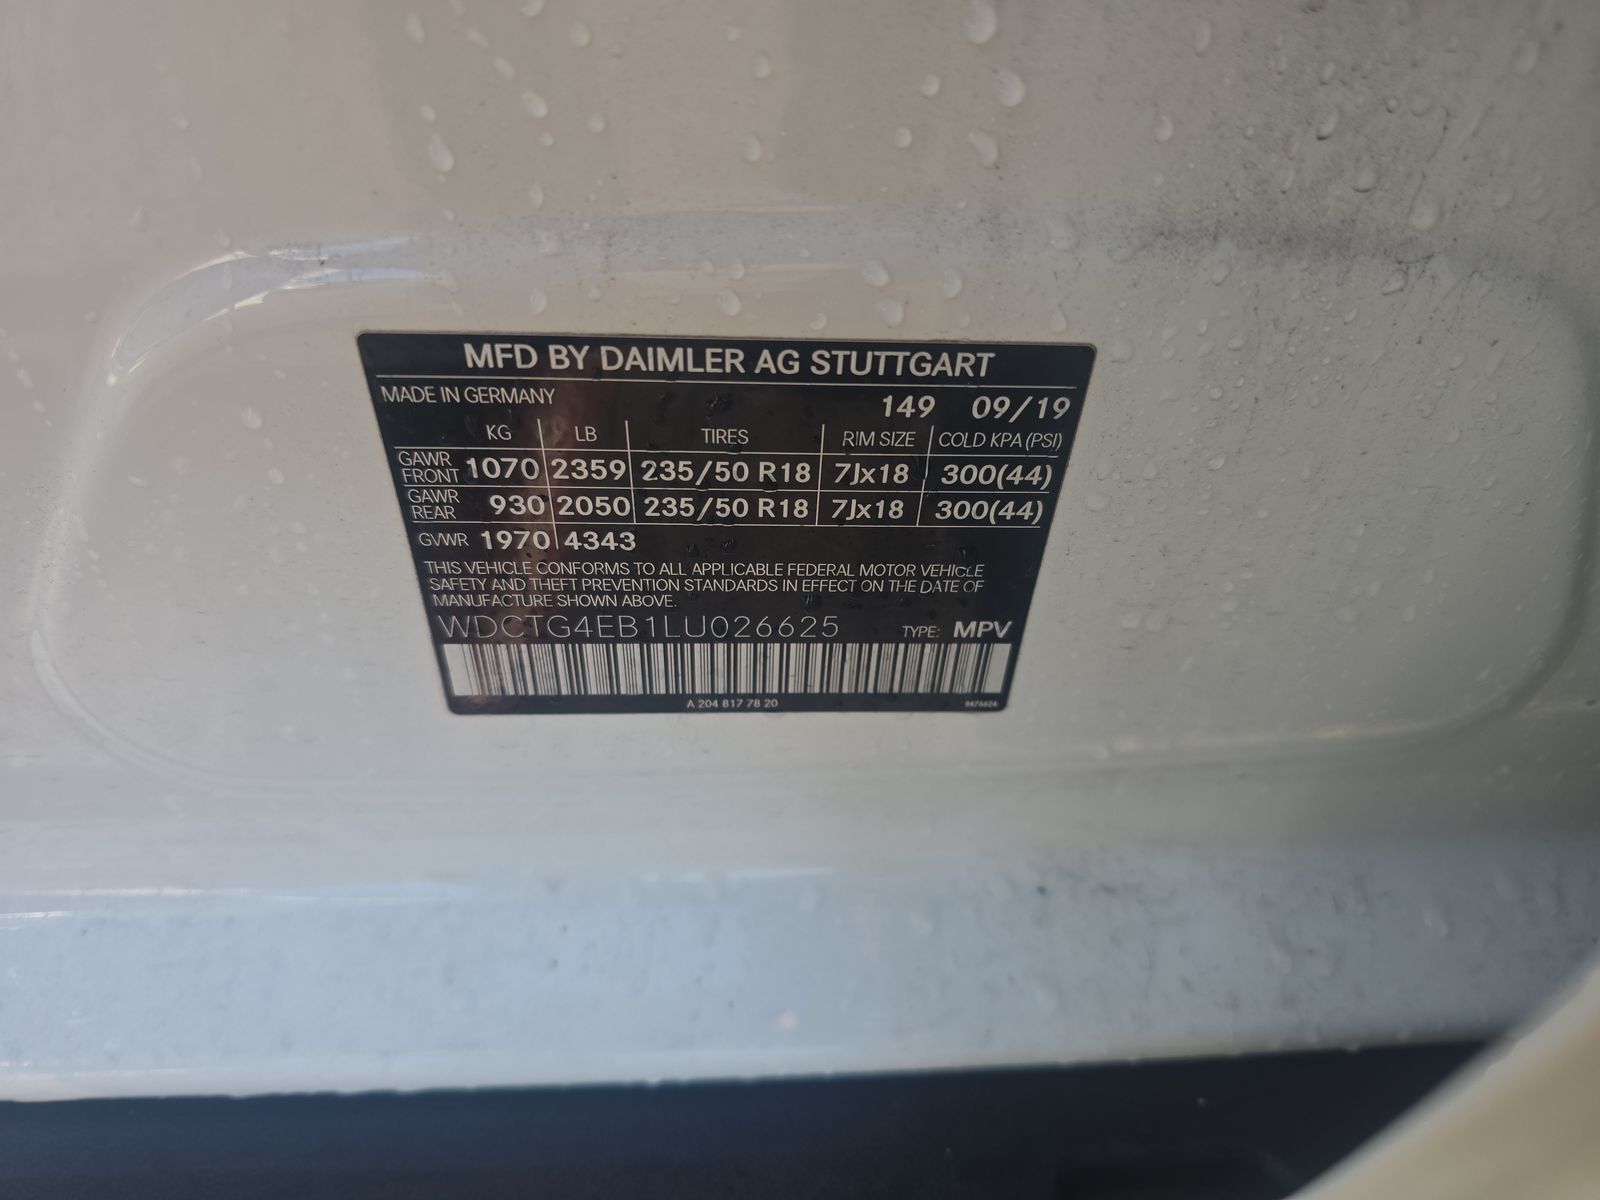 MFD BY DAIMLER AG STUTTGART
MADE IN GERMANY
149 09/19
KG LB TIRES RIM SIZE COLD KPA (PSI)
GAWR FRONT 1070 2359 235/50 R18 7Jx18 300(44)
GAWR REAR 930 2050 235/50 R18 7Jx18 300(44)
GVWR 1970 4343
THIS VEHICLE CONFORMS TO ALL APPLICABLE FEDERAL MOTOR VEHICLE
SAFETY AND THEFT PREVENTION STANDARDS IN EFFECT ON THE DATE OF
MANUFACTURE SHOWN ABOVE.
WDCTG4EB1LU026625 TYPE: MPV
A 204 817 78 20